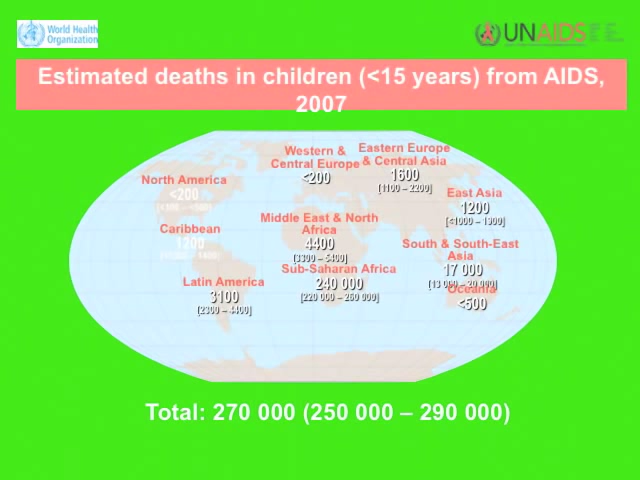 World Health
Organization
UNAIDS
Estimated deaths in children (<15 years) from AIDS,
2007
Western &
Central Europe
<200
Eastern Europe
& Central Asia
1600
[1100 – 2200]
North America
<200
East Asia
1200
[<1000 – 1300]
Caribbean
1200
Middle East & North
Africa
4400
[3300 – 5400]
South & South-East
Asia
17 000
Sub-Saharan Africa
240 000
[220 000 – 260 000]
Latin America
3100
[2300 – 4400]
Oceania
<500
Total: 270 000 (250 000 – 290 000)